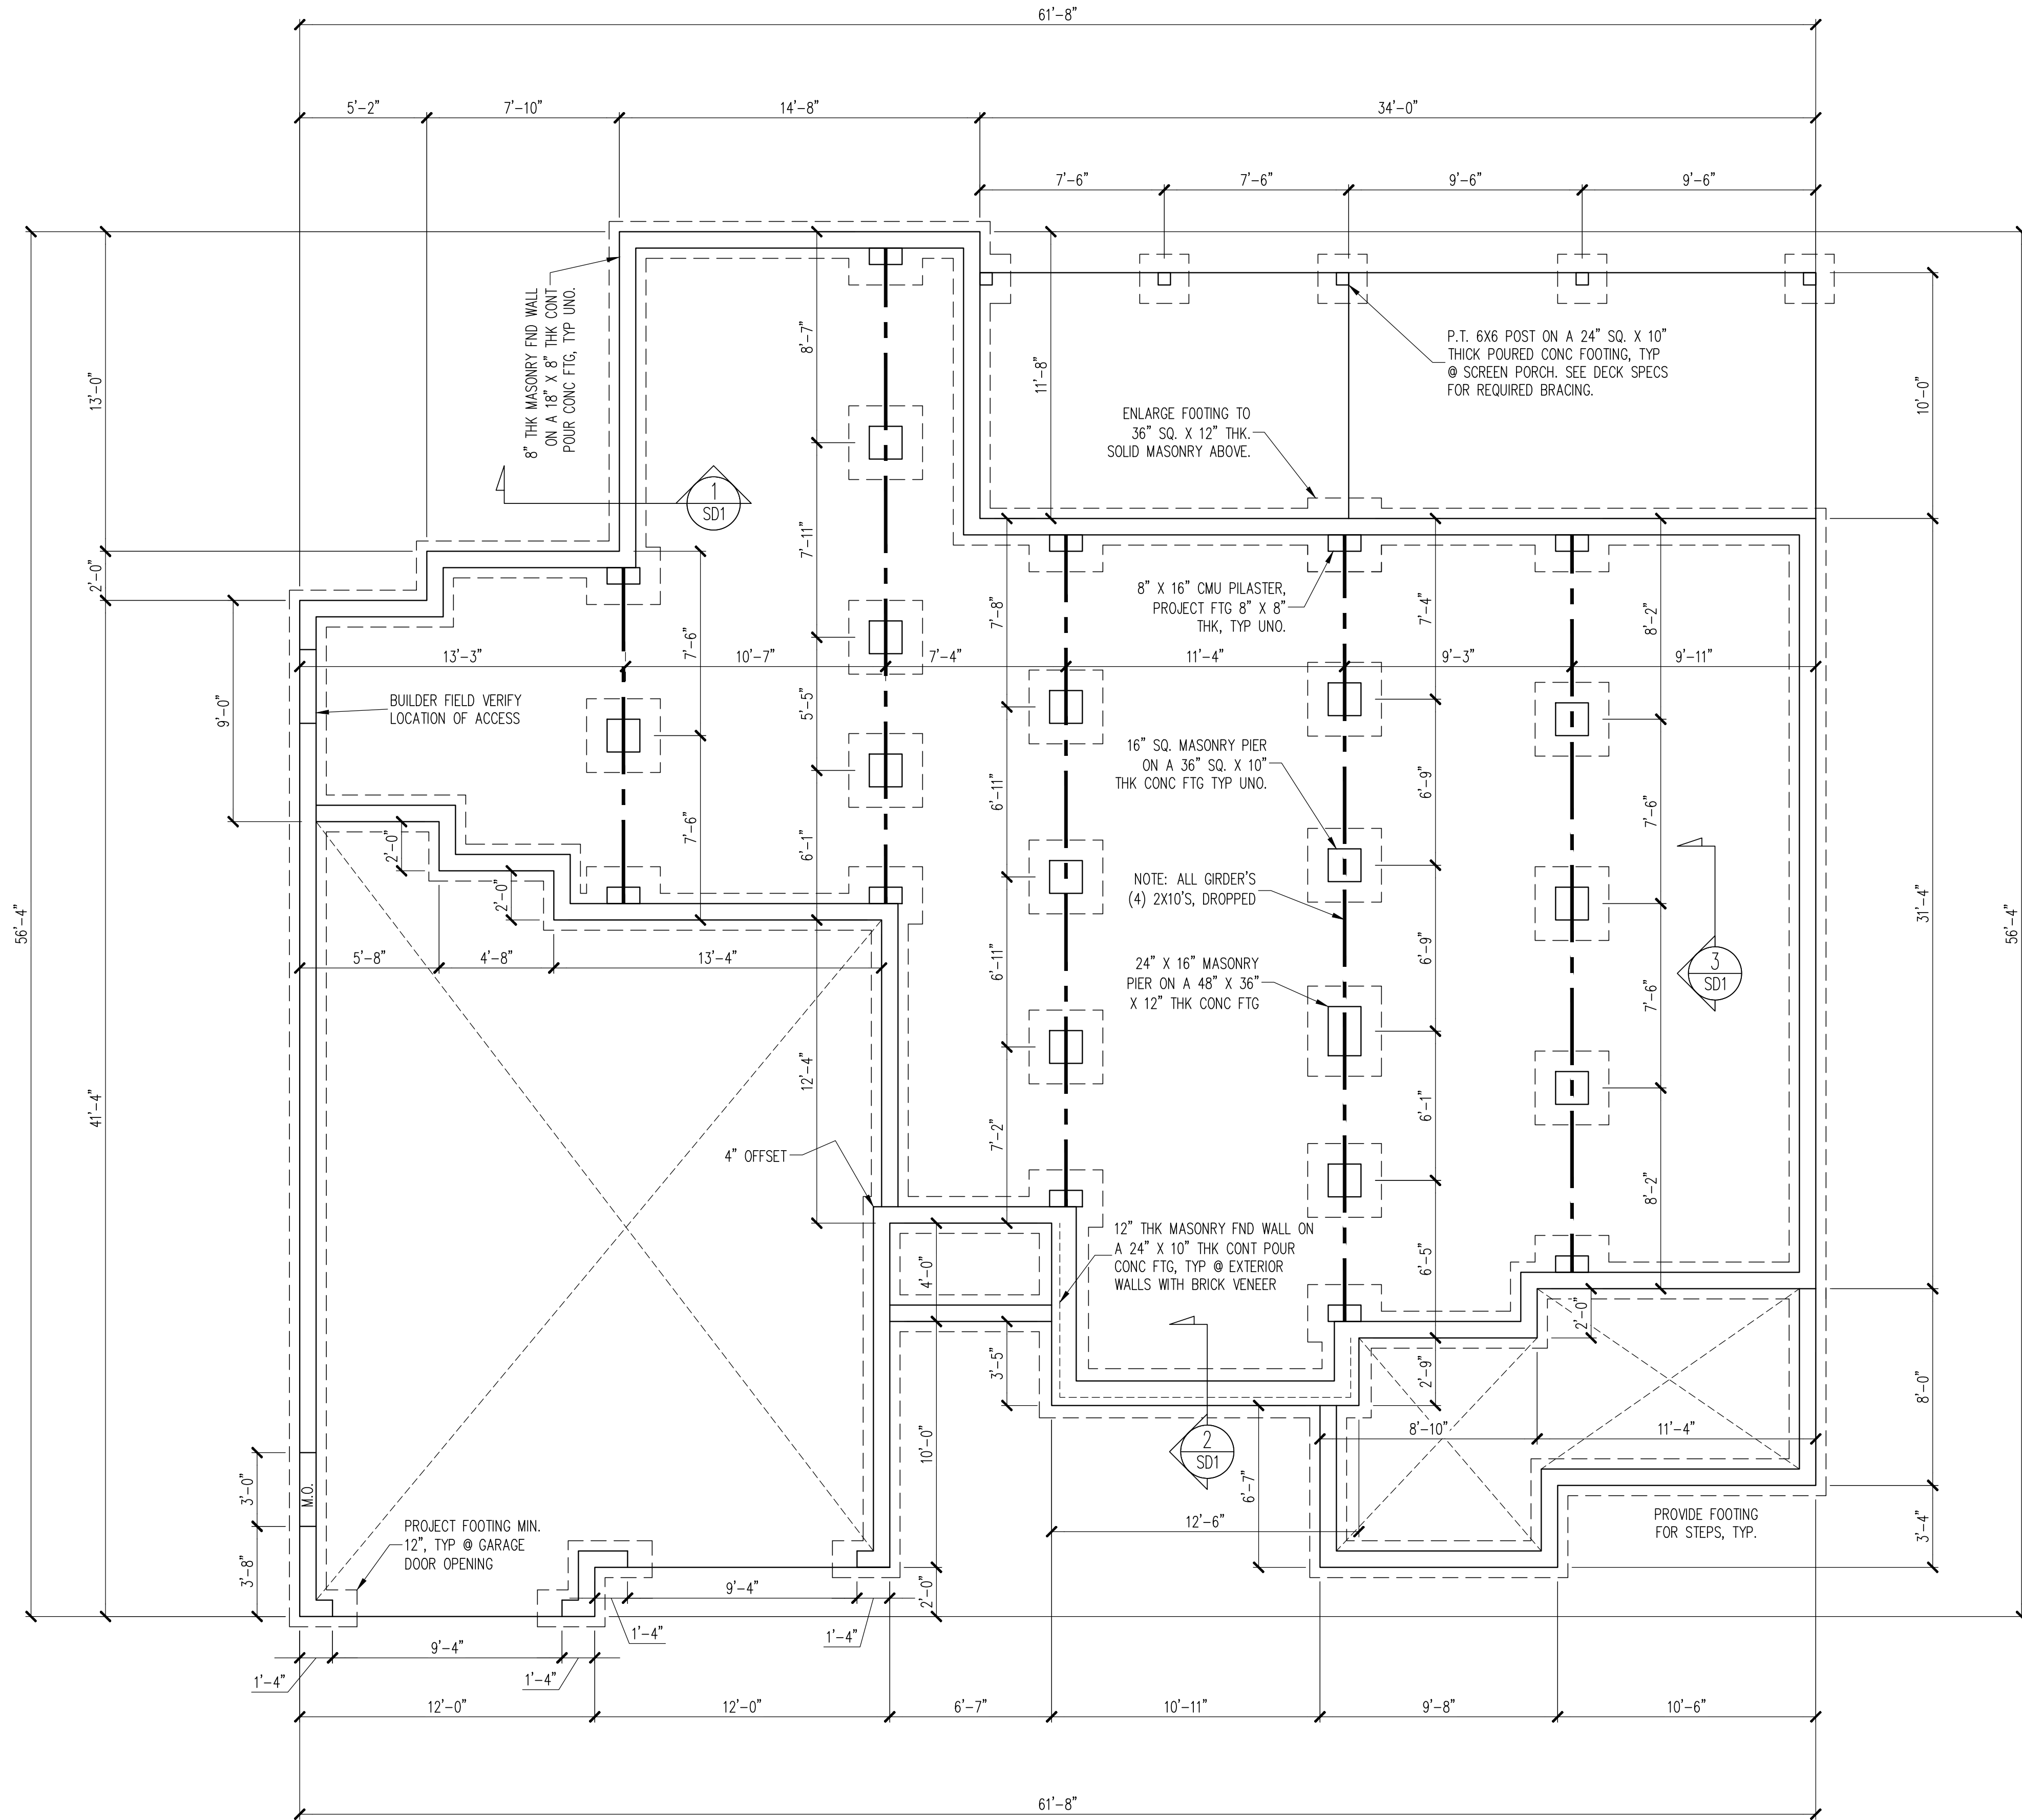 61'-8"
5'-2"
7'-10"
14'-8"
34'-0"
7'-6"
7'-6"
9'-6"
9'-6"
8" THK MASONRY FND WALL
ON A 18" X 8" THK CONT
POUR CONC FTG, TYP UNO.
13'-0"
8'-7"
11'-8"
10'-0"
P.T. 6X6 POST ON A 24" SQ. X 10"
THICK POURED CONC FOOTING, TYP
@ SCREEN PORCH. SEE DECK SPECS
FOR REQUIRED BRACING.
ENLARGE FOOTING TO
36" SQ. X 12" THK.
SOLID MASONRY ABOVE.
1
SD1
2'-0"
7'-11"
8" X 16" CMU PILASTER,
PROJECT FTG 8" X 8"
THK, TYP UNO.
7'-6"
7'-8"
7'-4"
8'-2"
13'-3"
10'-7"
7'-4"
11'-4"
9'-3"
9'-11"
9'-0"
BUILDER FIELD VERIFY
LOCATION OF ACCESS
5'-5"
16" SQ. MASONRY PIER
ON A 36" SQ. X 10"
THK CONC FTG TYP UNO.
6'-11"
6'-9"
7'-6"
7'-6"
6'-1"
2'-0"
2'-0"
NOTE: ALL GIRDER'S
(4) 2X10'S, DROPPED
56'-4"
31'-4"
56'-4"
5'-8"
4'-8"
13'-4"
6'-11"
24" X 16" MASONRY
PIER ON A 48" X 36"
X 12" THK CONC FTG
6'-9"
7'-6"
3
SD1
41'-4"
12'-4"
7'-2"
6'-1"
8'-2"
4" OFFSET
12" THK MASONRY FND WALL ON
A 24" X 10" THK CONT POUR
CONC FTG, TYP @ EXTERIOR
WALLS WITH BRICK VENEER
4'-0"
6'-5"
2'-0"
3'-5"
2'-9"
8'-0"
8'-10"
11'-4"
10'-0"
2
SD1
6'-7"
3'-0"
M.O.
12'-6"
PROVIDE FOOTING
FOR STEPS, TYP.
3'-4"
PROJECT FOOTING MIN.
12", TYP @ GARAGE
DOOR OPENING
3'-8"
9'-4"
2'-0"
1'-4"
1'-4"
9'-4"
1'-4"
1'-4"
12'-0"
12'-0"
6'-7"
10'-11"
9'-8"
10'-6"
61'-8"